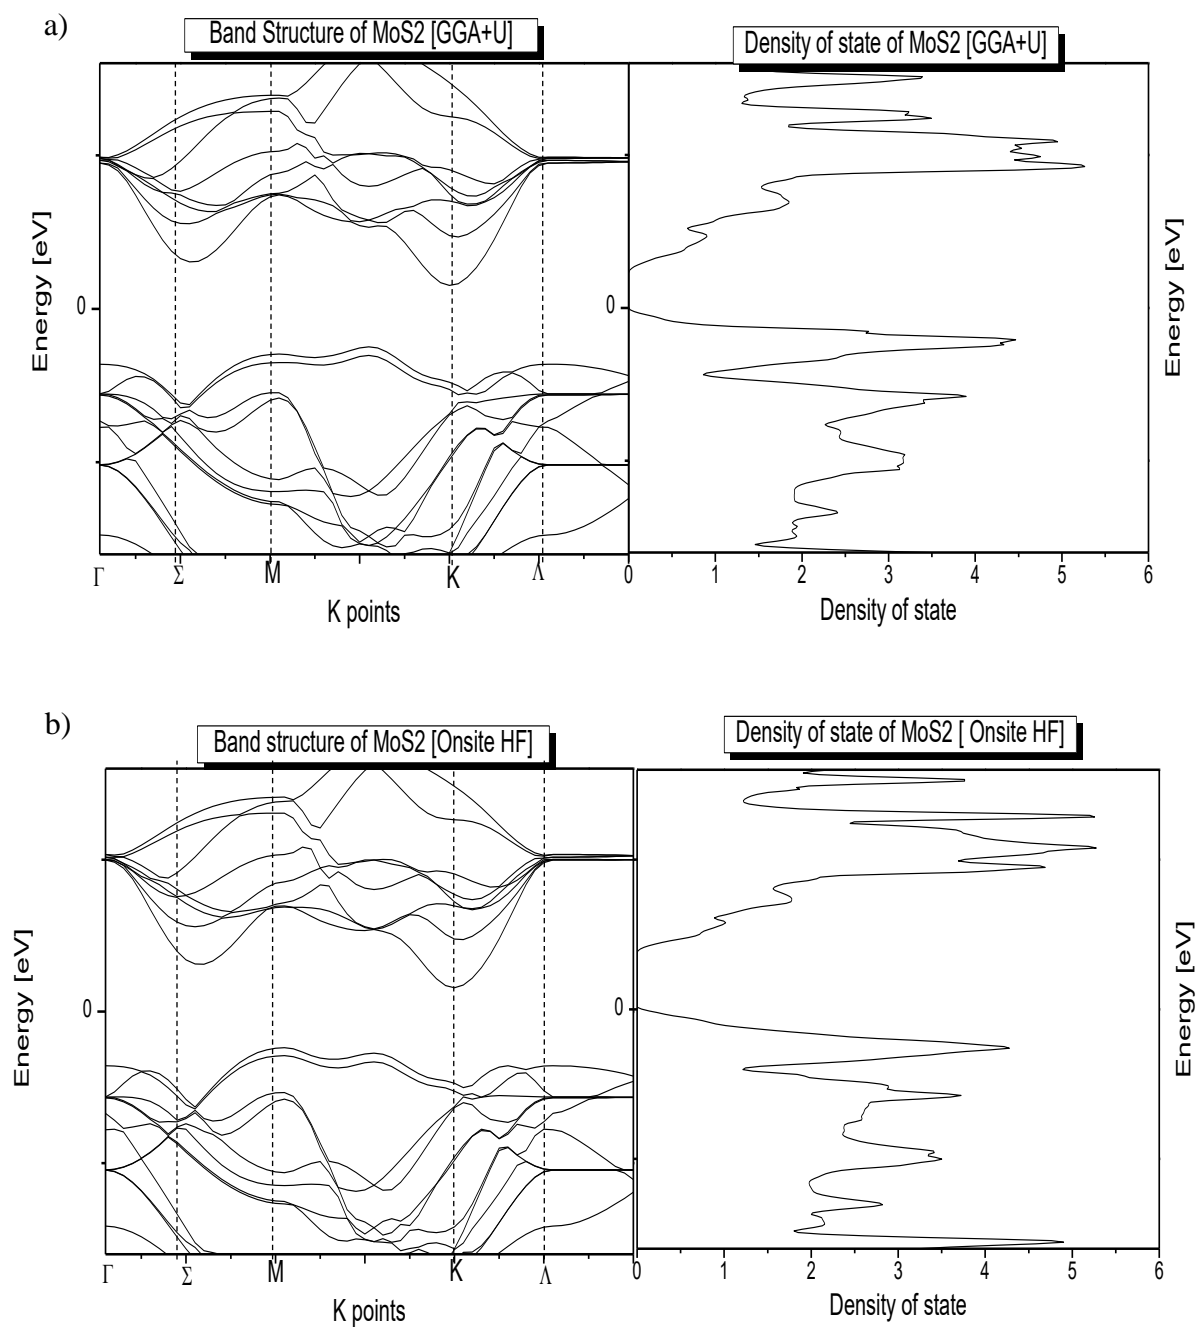 a)
Band Structure of MoS2 [GGA+U]
Density of state of MoS2 [GGA+U]
Energy [eV]
0
0
Energy [eV]
Γ Σ M K Λ
0 1 2 3 4 5 6
K points
Density of state
b)
Band structure of MoS2 [Onsite HF]
Density of state of MoS2 [ Onsite HF]
Energy [eV]
0
0
Energy [eV]
Γ Σ M K Λ
0 1 2 3 4 5 6
K points
Density of state